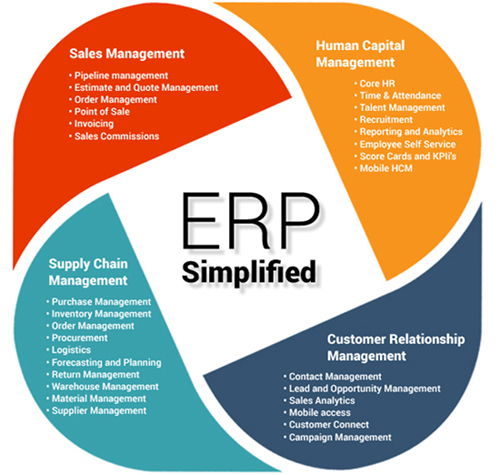 Sales Management
• Pipeline management
• Estimate and Quote Management
• Order Management
• Point of Sale
• Invoicing
• Sales Commissions
Human Capital
Management
• Core HR
• Time & Attendance
• Talent Management
• Recruitment
• Reporting and Analytics
• Employee Self Service
• Score Cards and KPIi's
• Mobile HCM
ERP
Simplified
Supply Chain
Management
• Purchase Management
• Inventory Management
• Order Management
• Procurement
• Logistics
• Forecasting and Planning
• Return Management
• Warehouse Management
• Material Management
• Supplier Management
Customer Relationship
Management
• Contact Management
• Lead and Opportunity Management
• Sales Analytics
• Mobile access
• Customer Connect
• Campaign Management